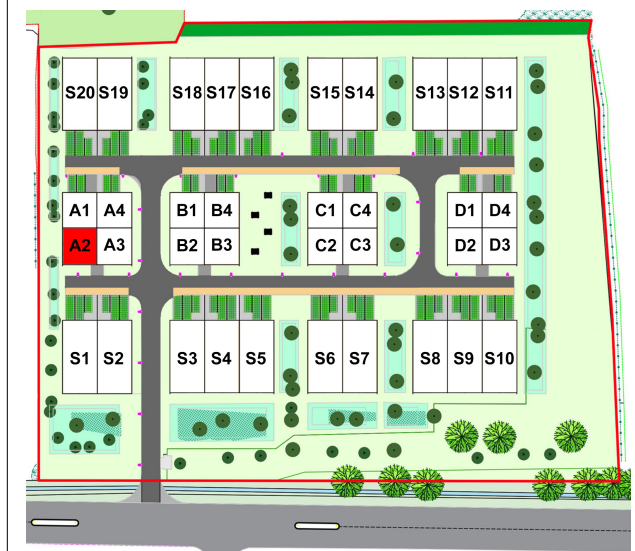 S20 S19 S18 S17 S16 S15 S14 S13 S12 S11
A1 A4 B1 B4 C1 C4 D1 D4
A2 A3 B2 B3 C2 C3 D2 D3
S1 S2 S3 S4 S5 S6 S7 S8 S9 S10